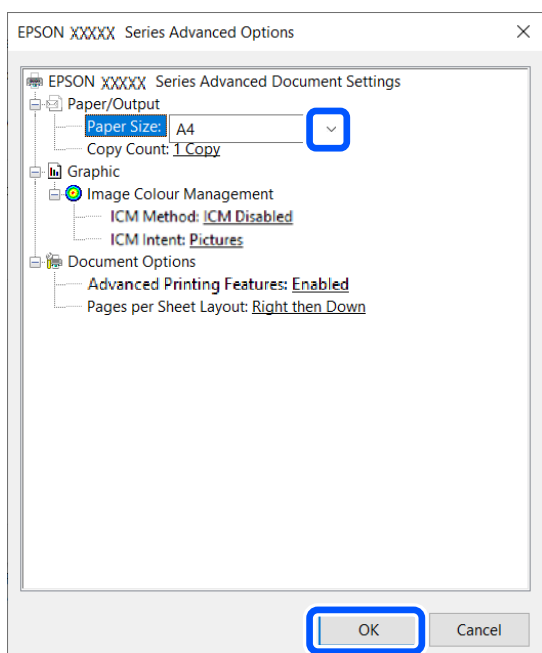 EPSON XXXXX Series Advanced Options
EPSON XXXXX Series Advanced Document Settings
Paper/Output
Paper Size: A4
Copy Count: 1 Copy
Graphic
Image Colour Management
ICM Method: ICM Disabled
ICM Intent: Pictures
Document Options
Advanced Printing Features: Enabled
Pages per Sheet Layout: Right then Down
OK Cancel